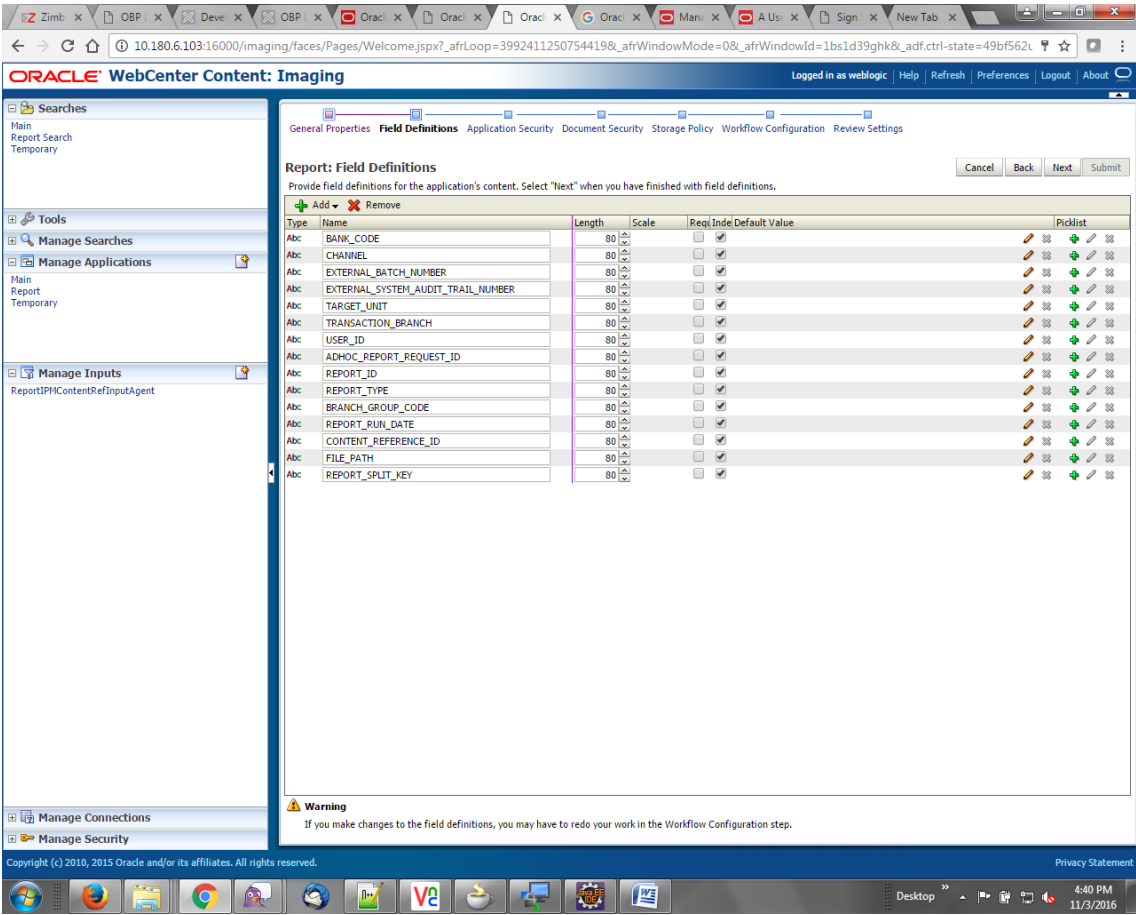 Zimb
OBP
Devel
OBP
Oracl
Oracl
Oracl
Orac
Mana
A Use
Sign
New Tab
10.180.6.103:16000/imaging/faces/Pages/Welcome.jspx?_afrLoop=3992411250754419&_afrWindowMode=0&_afrWindowId=1bs1d39ghk&_adf.ctrl-state=49bf562u
ORACLE WebCenter Content: Imaging
Logged in as weblogic Help Refresh Preferences Logout About
Searches
Main
Report Search
Temporary
Tools
Manage Searches
Manage Applications
Main
Report
Temporary
Manage Inputs
ReportIPMContentRefInputAgent
Manage Connections
Manage Security
General Properties Field Definitions Application Security Document Security Storage Policy Workflow Configuration Review Settings
Report: Field Definitions
Cancel Back Next Submit
Provide field definitions for the application's content. Select "Next" when you have finished with field definitions.
Add Remove
Type Name Length Scale Requ Inde Default Value Picklist
Abc BANK_CODE 80
Abc CHANNEL 80
Abc EXTERNAL_BATCH_NUMBER 80
Abc EXTERNAL_SYSTEM_AUDIT_TRAIL_NUMBER 80
Abc TARGET_UNIT 80
Abc TRANSACTION_BRANCH 80
Abc USER_ID 80
Abc ADHOC_REPORT_REQUEST_ID 80
Abc REPORT_ID 80
Abc REPORT_TYPE 80
Abc BRANCH_GROUP_CODE 80
Abc REPORT_RUN_DATE 80
Abc CONTENT_REFERENCE_ID 80
Abc FILE_PATH 80
Abc REPORT_SPLIT_KEY 80
Warning
If you make changes to the field definitions, you may have to redo your work in the Workflow Configuration step.
Copyright (c) 2010, 2015 Oracle and/or its affiliates. All rights reserved.
Privacy Statement
Desktop
4:40 PM
11/3/2016